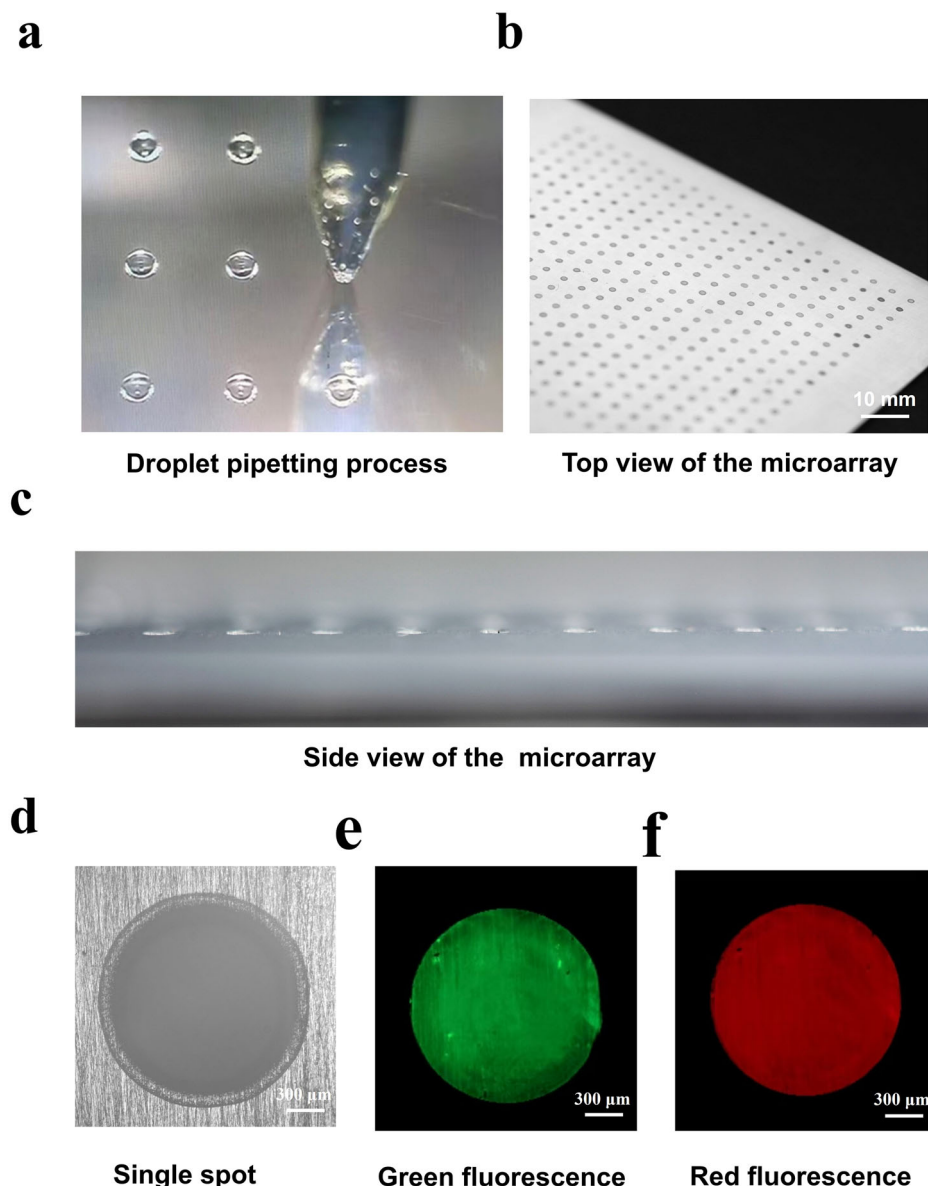 a
b
10 mm
Droplet pipetting process
Top view of the microarray
c
Side view of the microarray
d
e
f
300 µm
300 µm
300 µm
Single spot
Green fluorescence
Red fluorescence